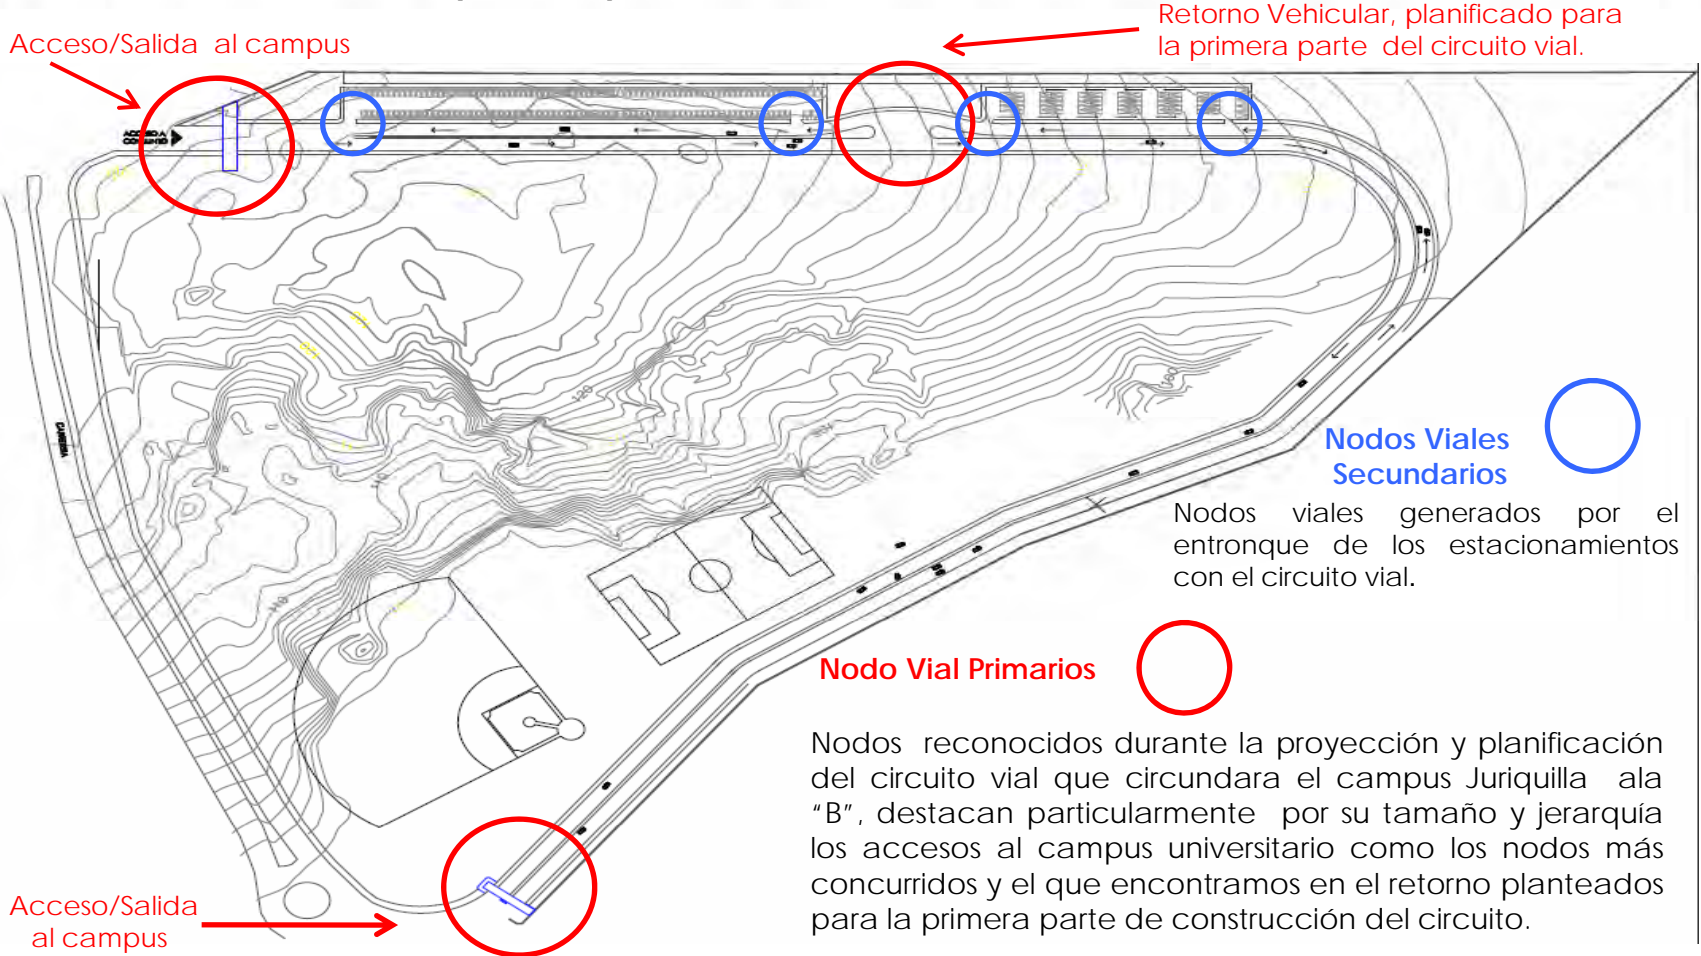 Retorno Vehicular, planificado para
la primera parte del circuito vial.
Acceso/Salida al campus
120
100
110
110
Nodos Viales
Secundarios
Nodos viales generados por el
entronque de los estacionamientos
con el circuito vial.
Nodo Vial Primarios
Nodos reconocidos durante la proyección y planificación
del circuito vial que circundara el campus Juriquilla ala
“B”, destacan particularmente por su tamaño y jerarquía
los accesos al campus universitario como los nodos más
concurridos y el que encontramos en el retorno planteados
para la primera parte de construcción del circuito.
Acceso/Salida
al campus